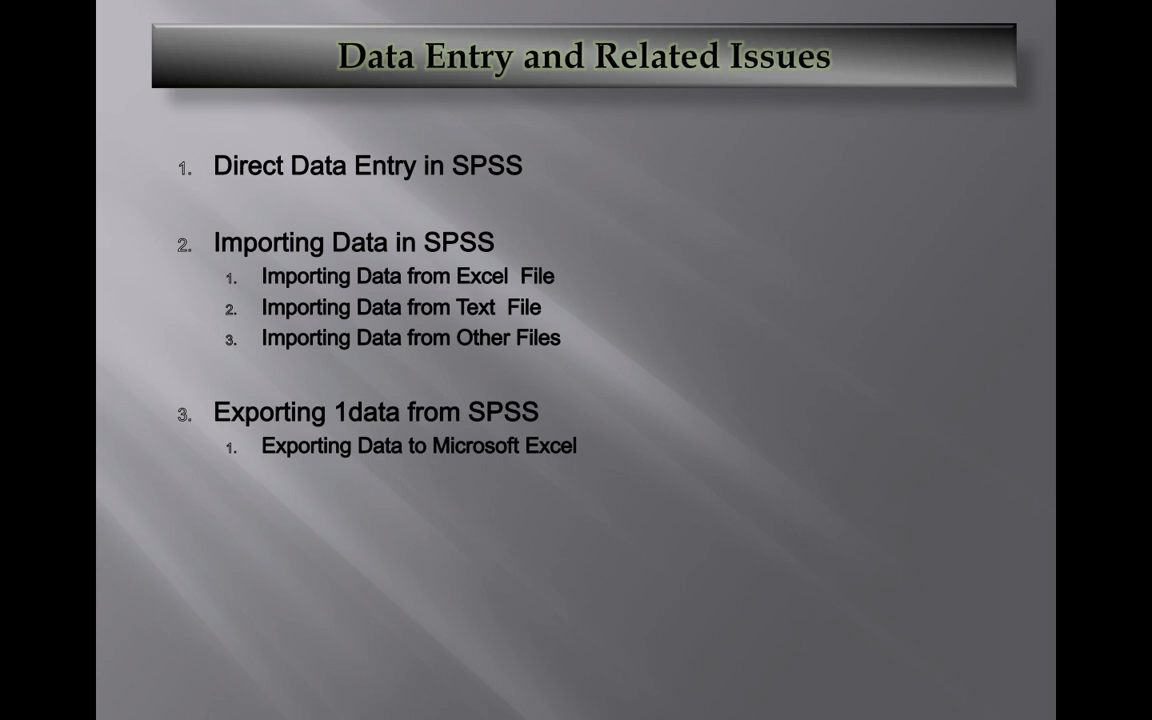 Data Entry and Related Issues
1. Direct Data Entry in SPSS
2. Importing Data in SPSS
1. Importing Data from Excel  File
2. Importing Data from Text  File
3. Importing Data from Other Files
3. Exporting 1data from SPSS
1. Exporting Data to Microsoft Excel